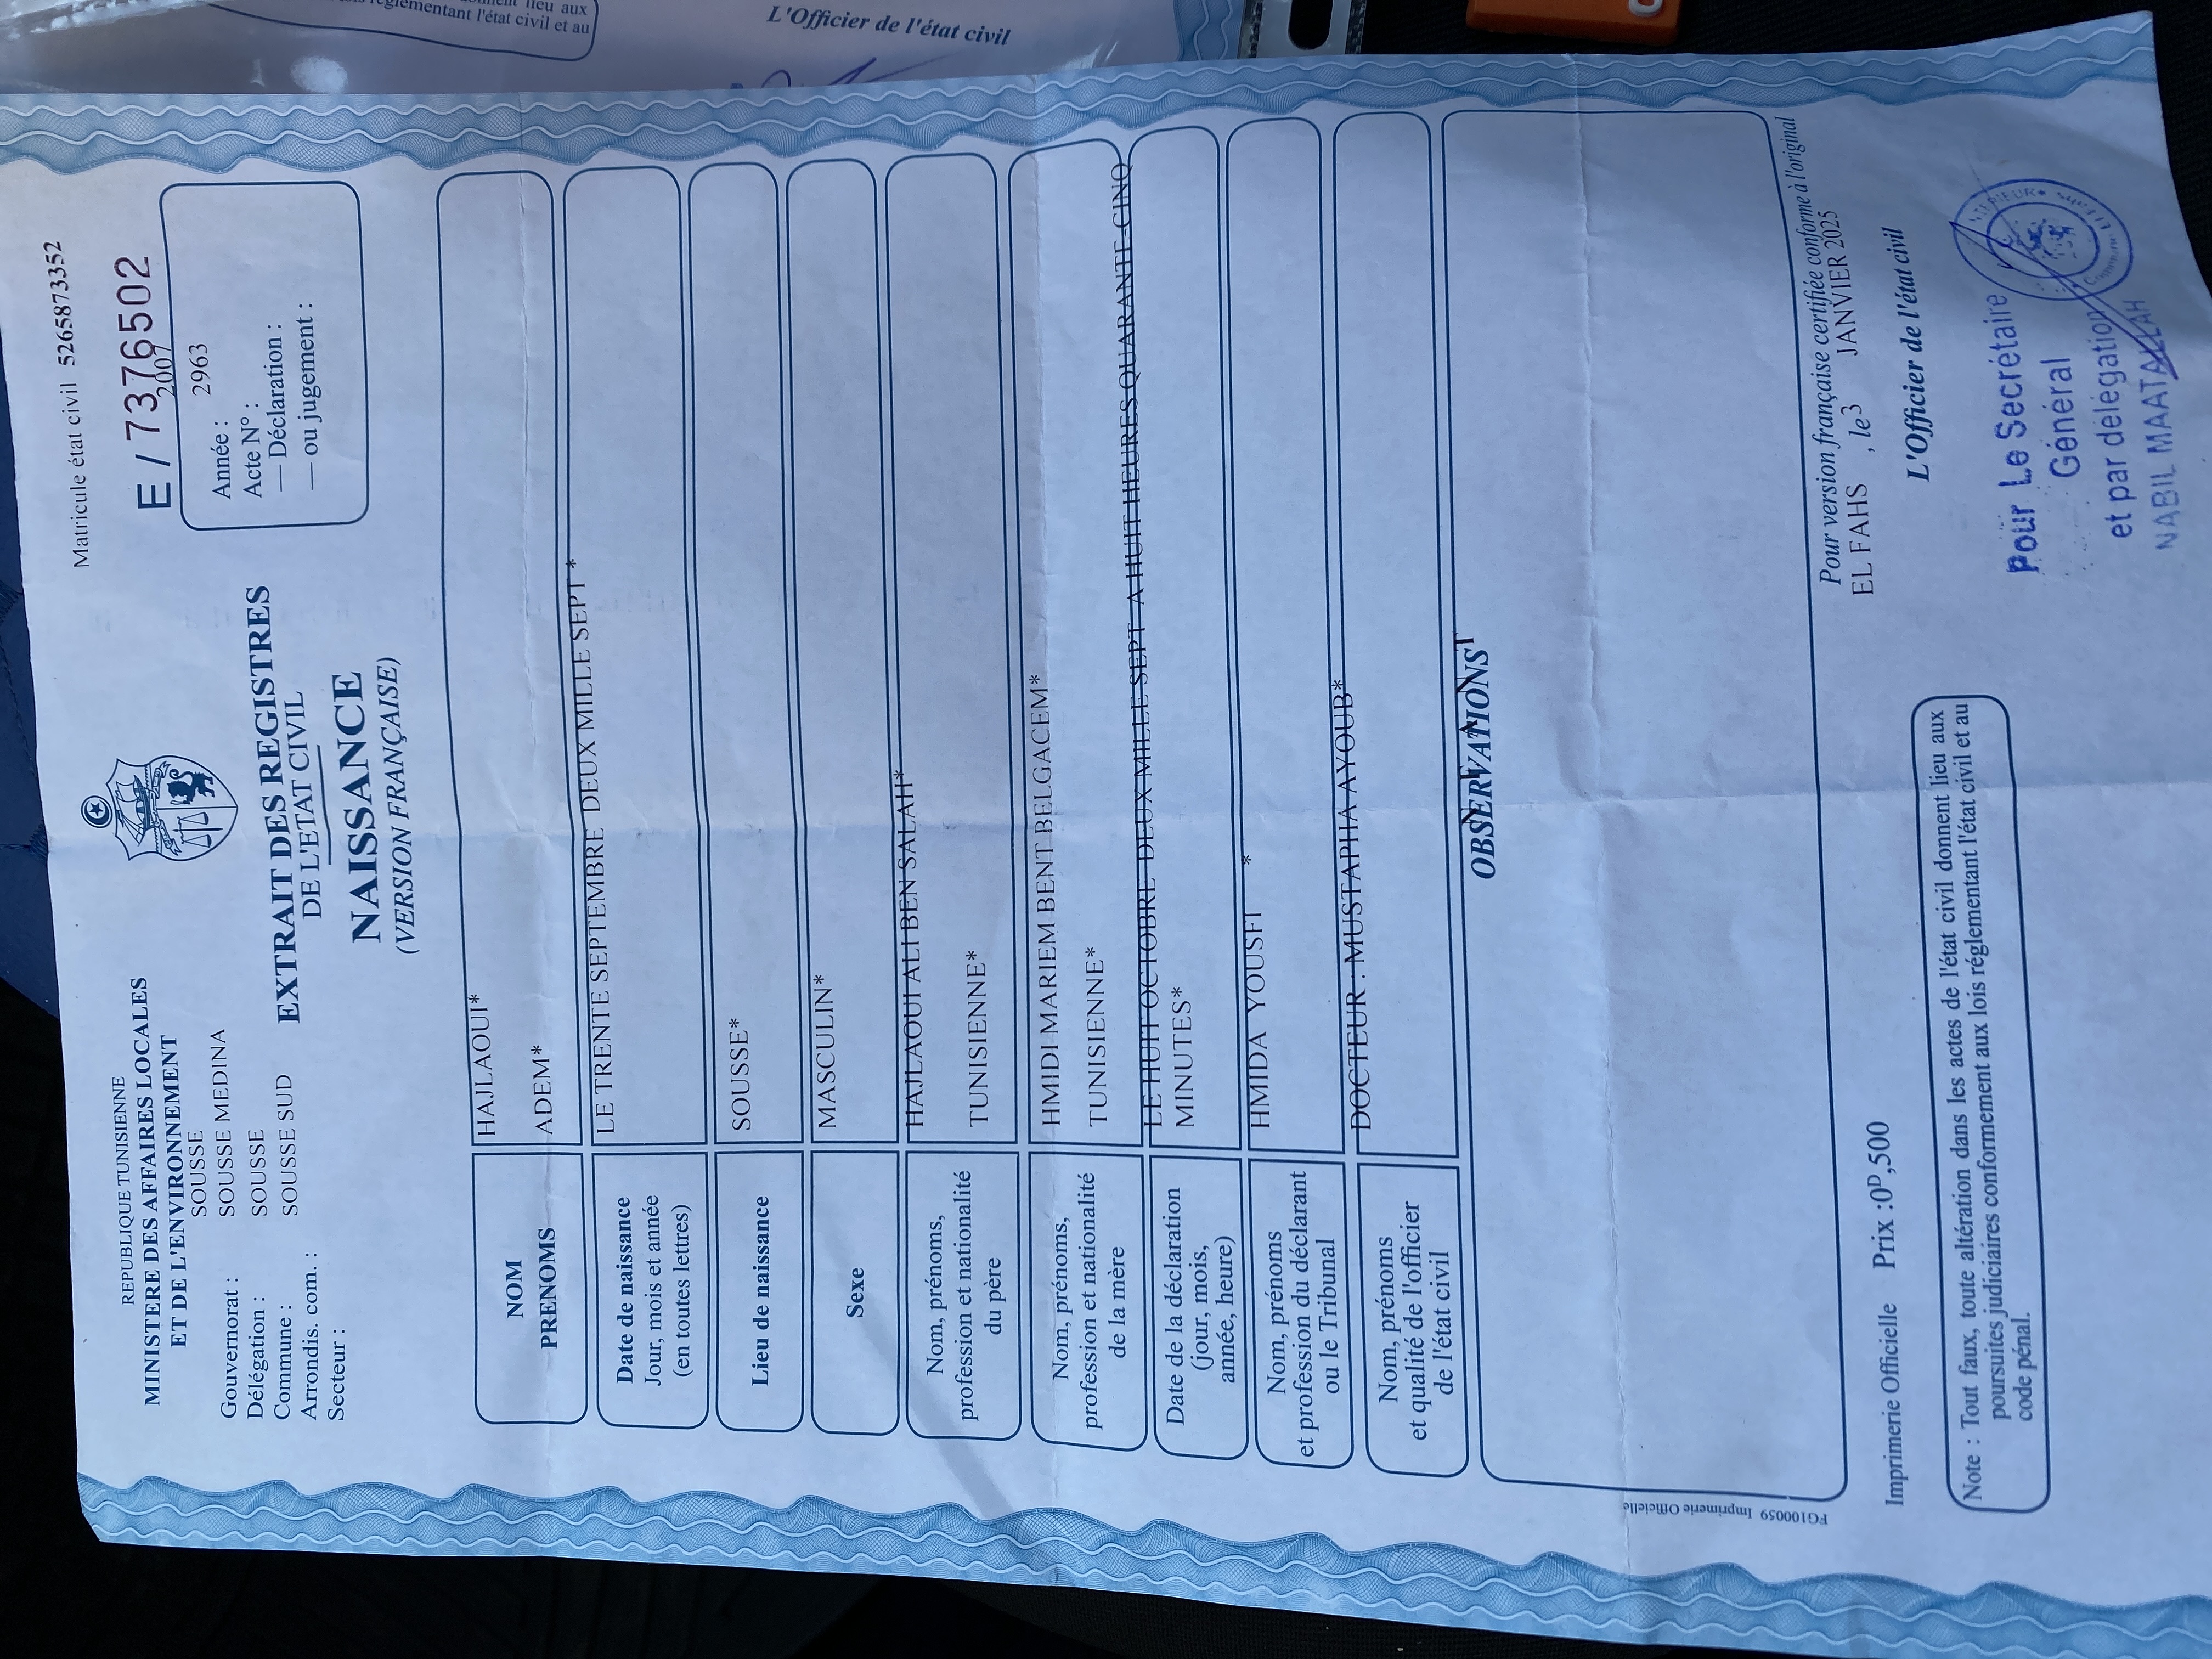 réglementant l'état civil et au
L'Officier de l'état civil
Matricule état civil 52658733352
REPUBLIQUE TUNISIENNE
MINISTERE DES AFFAIRES LOCALES
ET DE L'ENVIRONNEMENT
E / 7376502
Gouvernorat : SOUSSE
Délégation : SOUSSE MEDINA
Commune : SOUSSE
Arrondis. com. : SOUSSE SUD
Secteur :
Année : 2007
Acte N° : 2963
— Déclaration :
— ou jugement :
EXTRAIT DES REGISTRES
DE L'ETAT CIVIL
NAISSANCE
(VERSION FRANÇAISE)
NOM HAJLAOUI*
PRENOMS ADEM*
Date de naissance LE TRENTE SEPTEMBRE DEUX MILLE SEPT *
Jour, mois et année
(en toutes lettres)
Lieu de naissance SOUSSE*
Sexe MASCULIN*
Nom, prénoms, HAJLAOUI ALI BEN SALAH*
profession et nationalité
du père TUNISIENNE*
Nom, prénoms, HMIDI MARIEM BENT BELGACEM*
profession et nationalité
de la mère TUNISIENNE*
Date de la déclaration LE HUIT OCTOBRE DEUX MILLE SEPT A HUIT HEURES QUARANTE-CINQ
(jour, mois, MINUTES*
année, heure)
Nom, prénoms HMIDA YOUSFI *
et profession du déclarant
ou le Tribunal
Nom, prénoms DOCTEUR : MUSTAPHA AYOUB*
et qualité de l'officier
de l'état civil
OBSERVATIONS
FG100059 Imprimerie Officielle
Pour version française certifiée conforme à l'original
EL FAHS , le 3 JANVIER 2025
Imprimerie Officielle Prix :0D,500
L'Officier de l'état civil
Note : Tout faux, toute altération dans les actes de l'état civil donnent lieu aux
poursuites judiciaires conformement aux lois réglementant l'état civil et au
code pénal.
Pour Le Secrétaire
Général
et par délégation
NABIL MAATALLAH